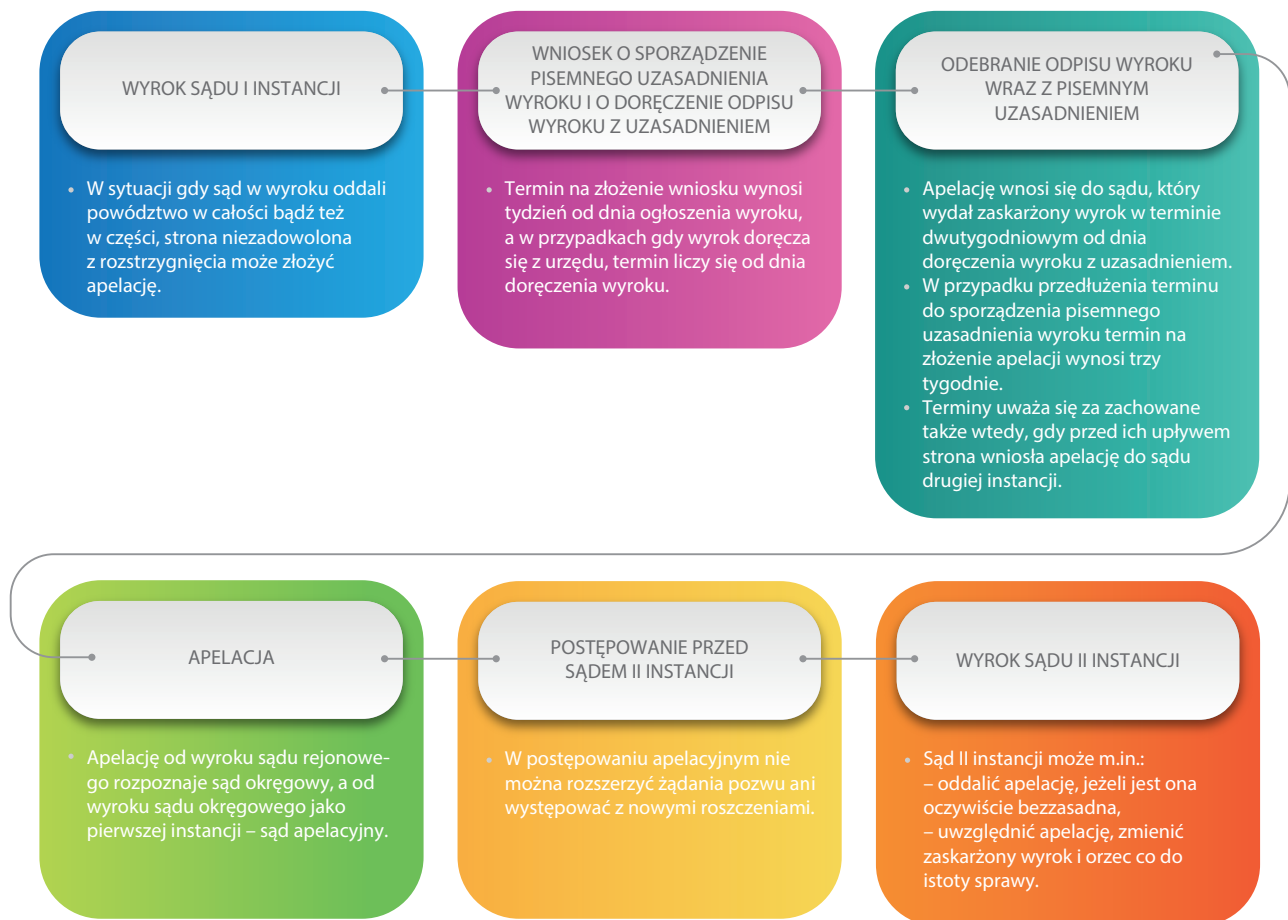 WYROK SĄDU I INSTANCJI
• W sytuacji gdy sąd w wyroku oddali
powództwo w całości bądź też
w części, strona niezadowolona
z rozstrzygnięcia może złożyć
apelację.
WNIOSEK O SPORZĄDZENIE
PISEMNEGO UZASADNIENIA
WYROKU I O DORĘCZENIE ODPISU
WYROKU Z UZASADNIENIEM
• Termin na złożenie wniosku wynosi
tydzień od dnia ogłoszenia wyroku,
a w przypadkach gdy wyrok doręcza
się z urzędu, termin liczy się od dnia
doręczenia wyroku.
ODEBRANIE ODPISU WYROKU
WRAZ Z PISEMNYM
UZASADNIENIEM
• Apelację wnosi się do sądu, który
wydał zaskarżony wyrok w terminie
dwutygodniowym od dnia
doręczenia wyroku z uzasadnieniem.
• W przypadku przedłużenia terminu
do sporządzenia pisemnego
uzasadnienia wyroku termin na
złożenie apelacji wynosi trzy
tygodnie.
• Terminy uważa się za zachowane
także wtedy, gdy przed ich upływem
strona wniosła apelację do sądu
drugiej instancji.
APELACJA
• Apelację od wyroku sądu rejonowe-
go rozpoznaje sąd okręgowy, a od
wyroku sądu okręgowego jako
pierwszej instancji – sąd apelacyjny.
POSTĘPOWANIE PRZED
SĄDEM II INSTANCJI
• W postępowaniu apelacyjnym nie
można rozszerzyć żądania pozwu ani
występować z nowymi roszczeniami.
WYROK SĄDU II INSTANCJI
• Sąd II instancji może m.in.:
– oddalić apelację, jeżeli jest ona
oczywiście bezzasadna,
– uwzględnić apelację, zmienić
zaskarżony wyrok i orzec co do
istoty sprawy.